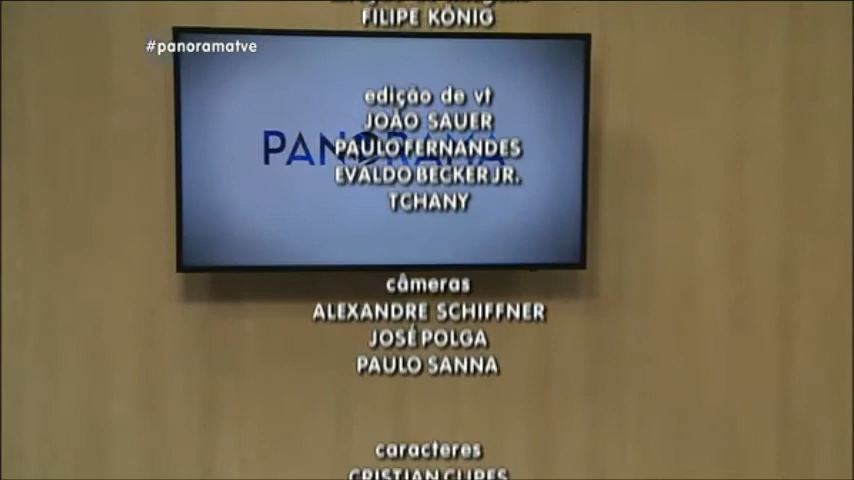 FILIPE KÖNIG
#panoramatve
edição de vt
JOÃO SAUER
PANORAMA
PAULO FERNANDES
EVALDO BECKER JR.
TCHANY
câmeras
ALEXANDRE SCHIFFNER
JOSÉ POLGA
PAULO SANNA
caracteres